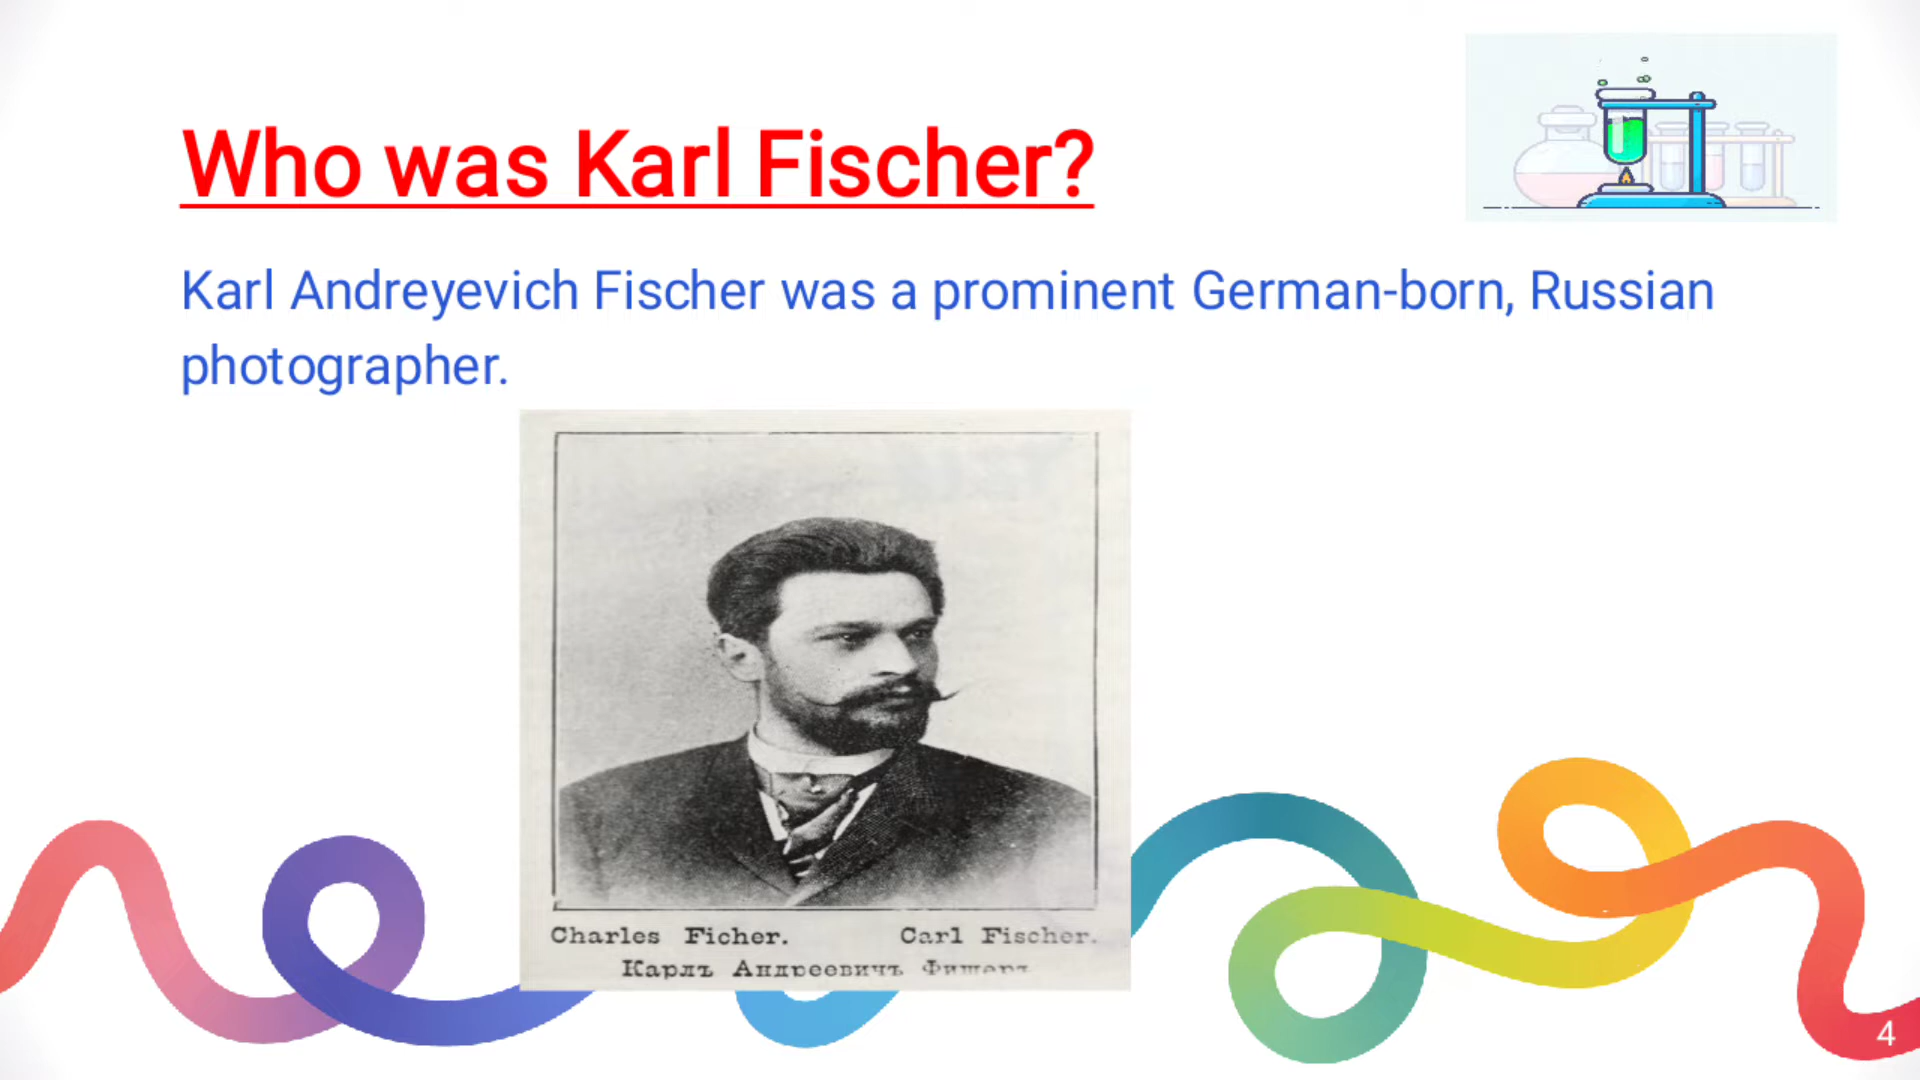 Who was Karl Fischer?
Karl Andreyevich Fischer was a prominent German-born, Russian
photographer.
Charles Ficher. Carl Fischer.
Карлъ Андреевичъ Фишеръ
4